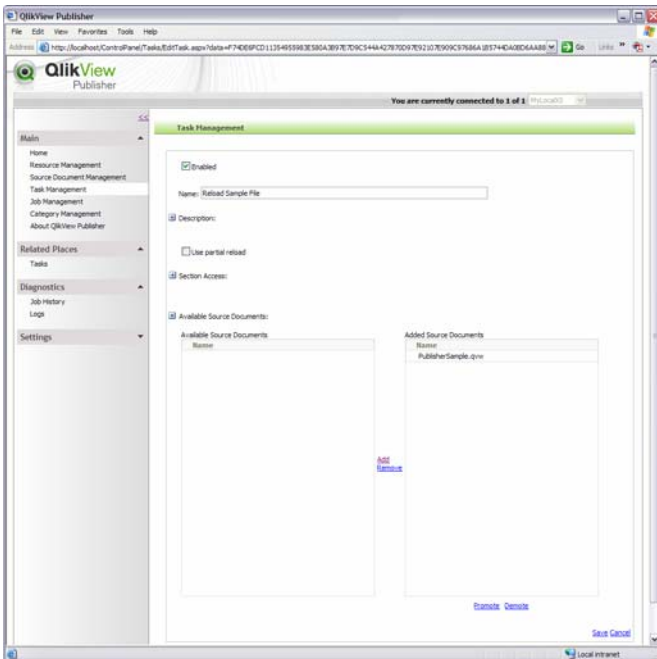 QlikView Publisher
File Edit View Favorites Tools Help
Address
Go Links
QlikView
Publisher
You are currently connected to 1 of 1
<<
Main
Home
Resource Management
Source Document Management
Task Management
Job Management
Category Management
About QlikView Publisher
Related Places
Tasks
Diagnostics
Job History
Logs
Settings
Task Management
Enabled
Name: Reload Sample File
Description:
Use partial reload
Section Access:
Available Source Documents:
Available Source Documents
Name
Added Source Documents
Name
PublisherSample.qvw
Add
Remove
Promote Demote
Save Cancel
Local intranet